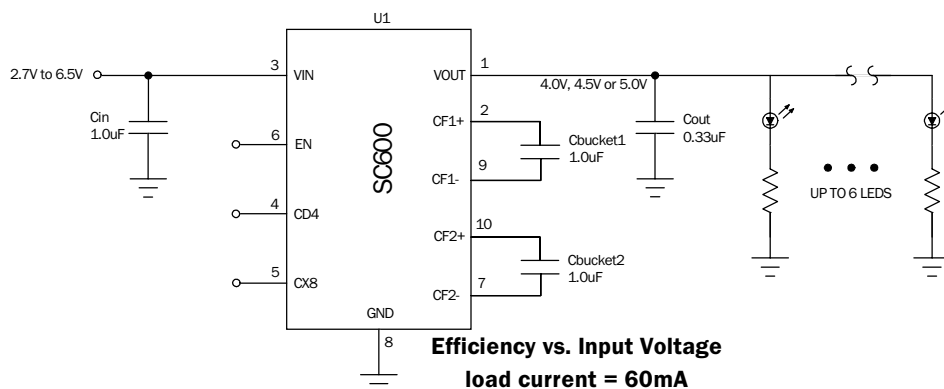 U1
2.7V to 6.5V
3
VIN
VOUT
1
4.0V, 4.5V or 5.0V
Cin
1.0uF
6
EN
4
CD4
5
CX8
SC600
CF1+
2
Cbucket1
1.0uF
CF1-
9
CF2+
10
Cbucket2
1.0uF
CF2-
7
GND
8
Cout
0.33uF
UP TO 6 LEDS
Efficiency vs. Input Voltage
load current = 60mA